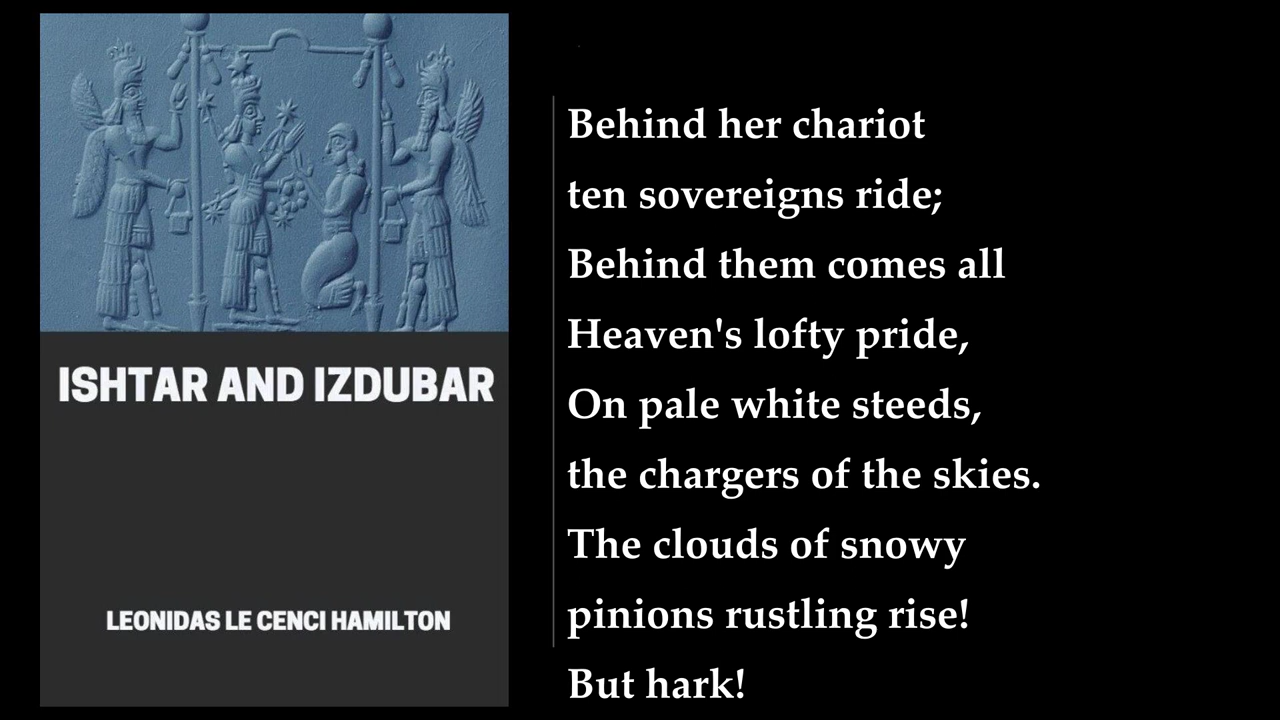 ISHTAR AND IZDUBAR
LEONIDAS LE CENCI HAMILTON
Behind her chariot
ten sovereigns ride;
Behind them comes all
Heaven's lofty pride,
On pale white steeds,
the chargers of the skies.
The clouds of snowy
pinions rustling rise!
But hark!